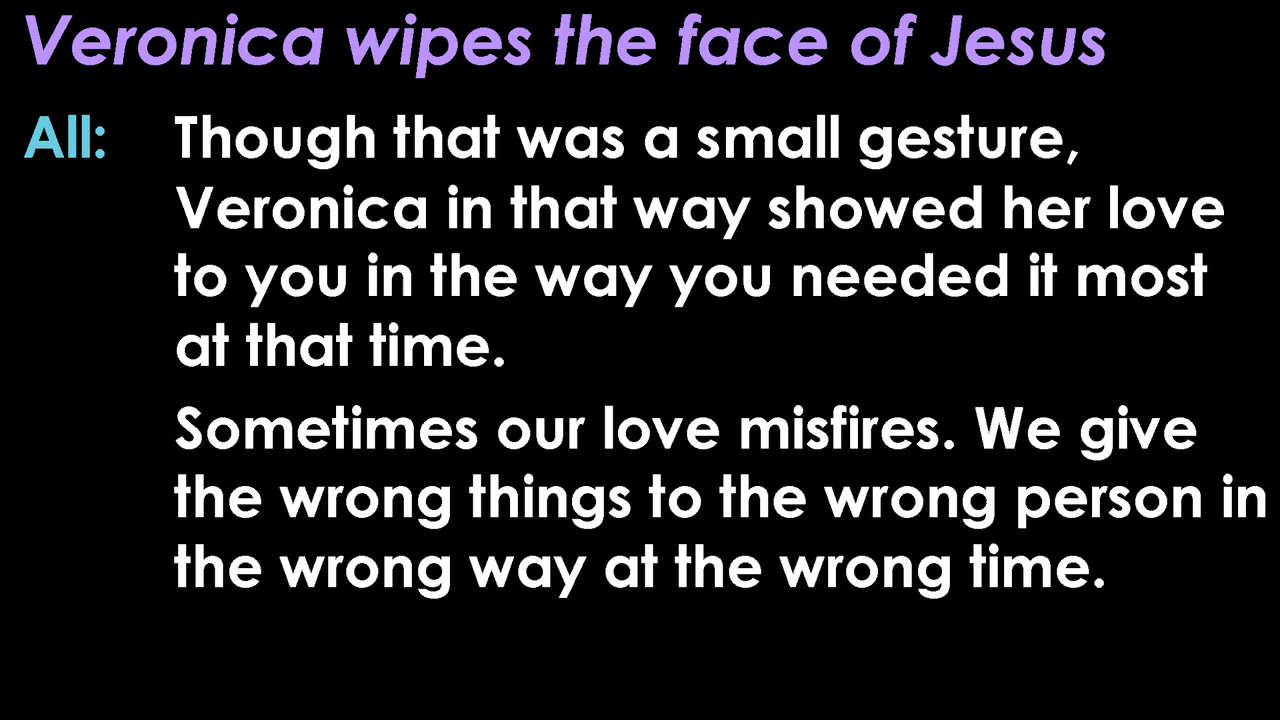 Veronica wipes the face of Jesus
All: Though that was a small gesture,
Veronica in that way showed her love
to you in the way you needed it most
at that time.
Sometimes our love misfires. We give
the wrong things to the wrong person in
the wrong way at the wrong time.